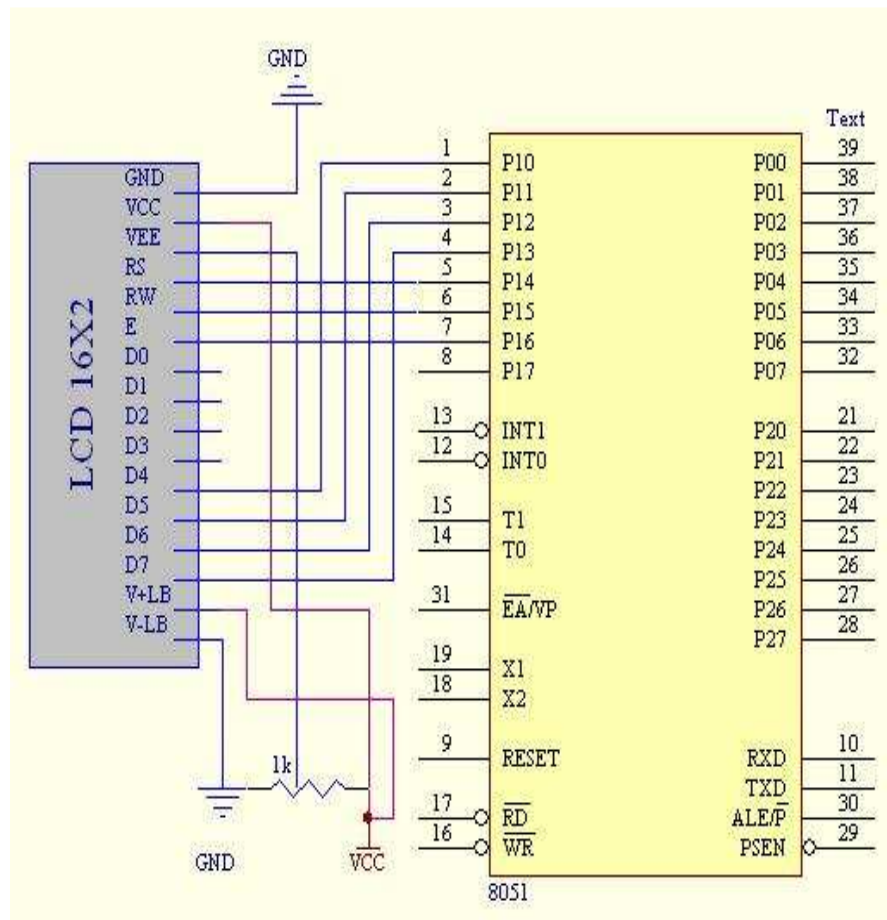 GND
LCD 16X2
GND
VCC
VEE
RS
RW
E
D0
D1
D2
D3
D4
D5
D6
D7
V+LB
V-LB
1k
GND
VCC
Text
1 P10 P00 39
2 P11 P01 38
3 P12 P02 37
4 P13 P03 36
5 P14 P04 35
6 P15 P05 34
7 P16 P06 33
8 P17 P07 32
13 INT1 P20 21
12 INT0 P21 22
P22 23
15 T1 P23 24
14 T0 P24 25
P25 26
31 EA/VP P26 27
P27 28
19 X1
18 X2
9 RESET RXD 10
TXD 11
17 RD ALE/P 30
16 WR PSEN 29
8051